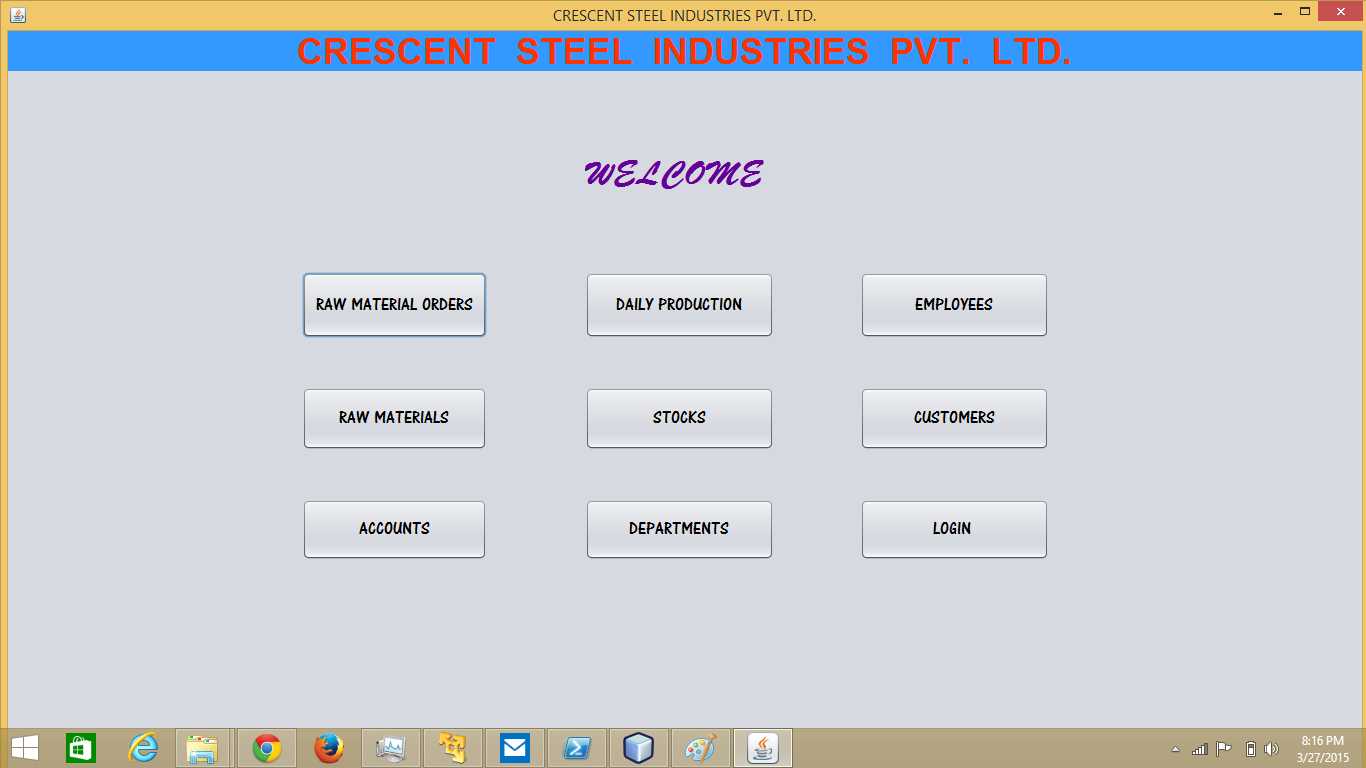 CRESCENT STEEL INDUSTRIES PVT. LTD.
CRESCENT STEEL INDUSTRIES PVT. LTD.
WELCOME
RAW MATERIAL ORDERS DAILY PRODUCTION EMPLOYEES
RAW MATERIALS STOCKS CUSTOMERS
ACCOUNTS DEPARTMENTS LOGIN
8:16 PM
3/27/2015